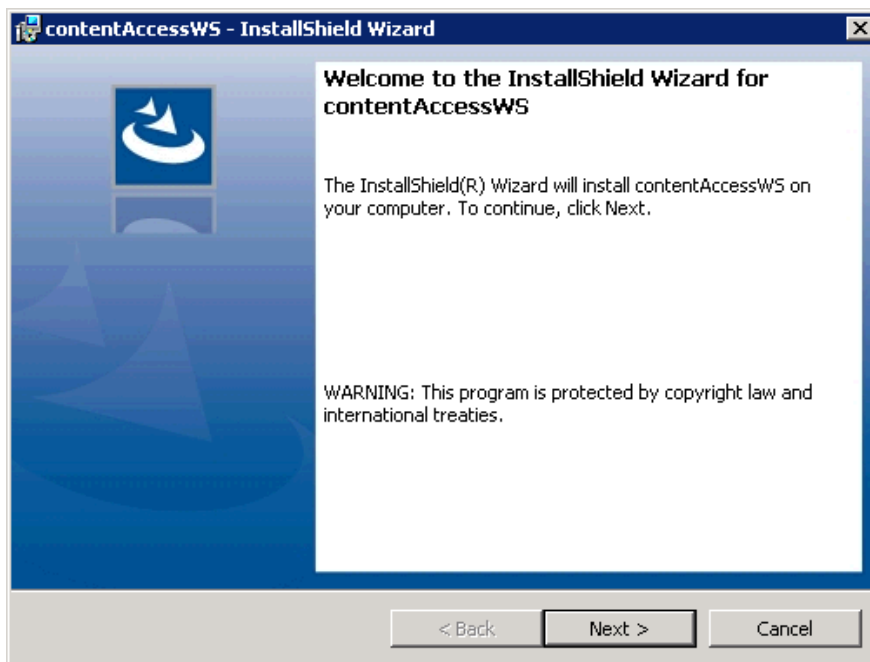 contentAccessWS - InstallShield Wizard
Welcome to the InstallShield Wizard for
contentAccessWS
The InstallShield(R) Wizard will install contentAccessWS on
your computer. To continue, click Next.
WARNING: This program is protected by copyright law and
international treaties.
< Back
Next >
Cancel